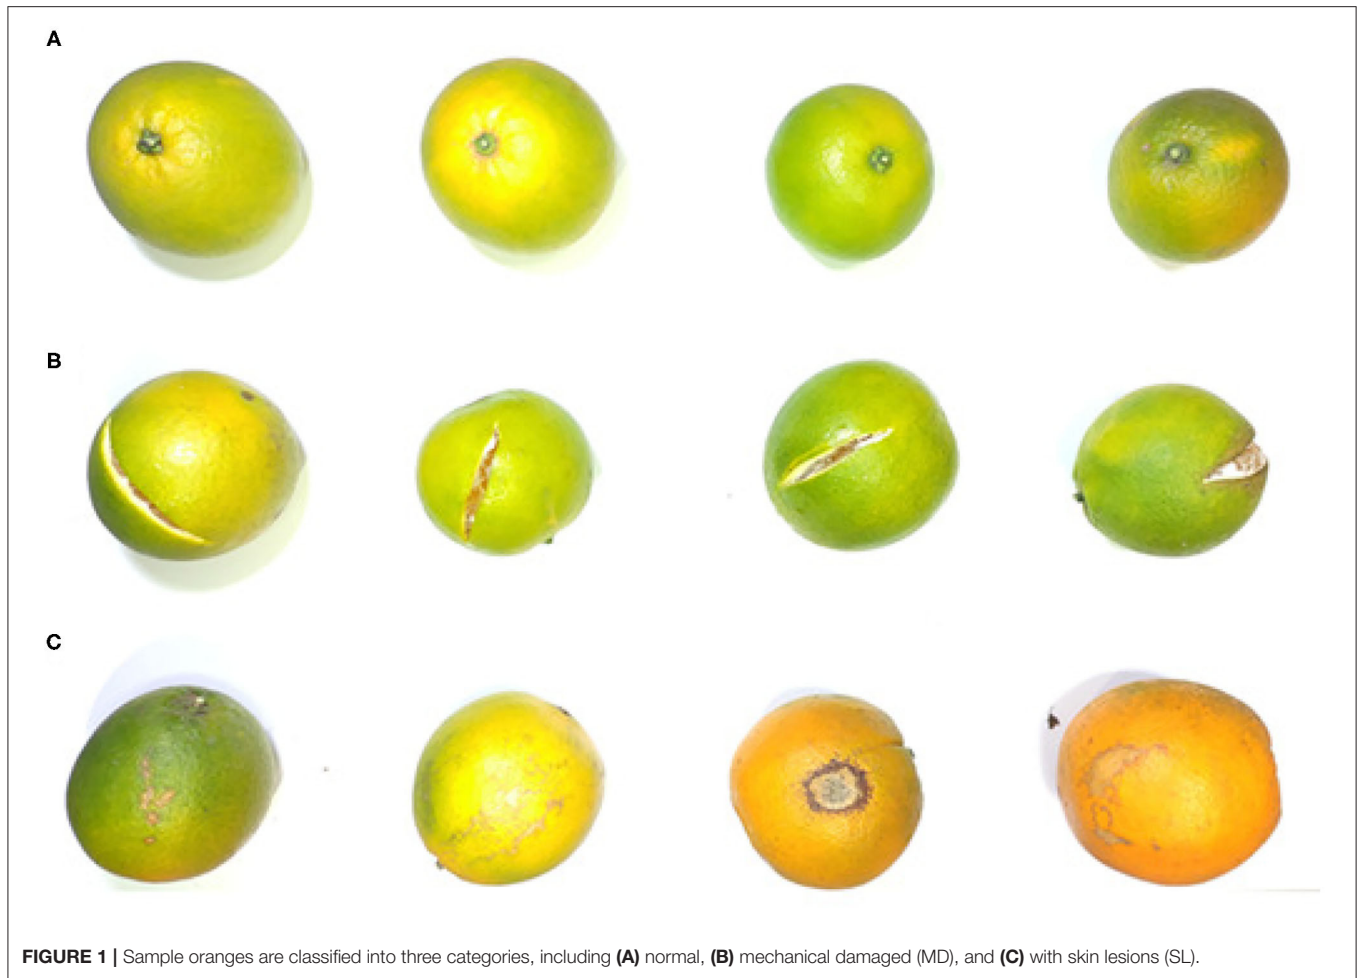 A
B
C
FIGURE 1 | Sample oranges are classified into three categories, including (A) normal, (B) mechanical damaged (MD), and (C) with skin lesions (SL).